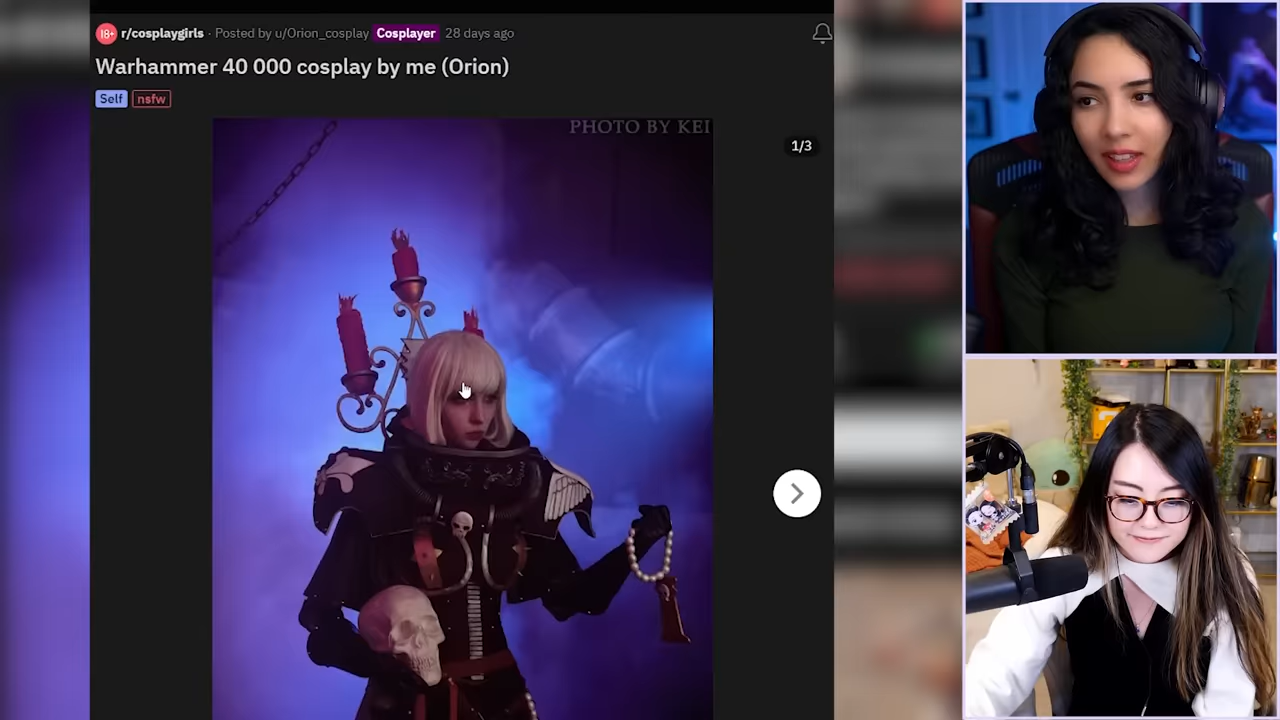 18+ r/cosplaygirls · Posted by u/Orion_cosplay Cosplayer 28 days ago
Warhammer 40 000 cosplay by me (Orion)
Self nsfw
PHOTO BY KEI
1/3